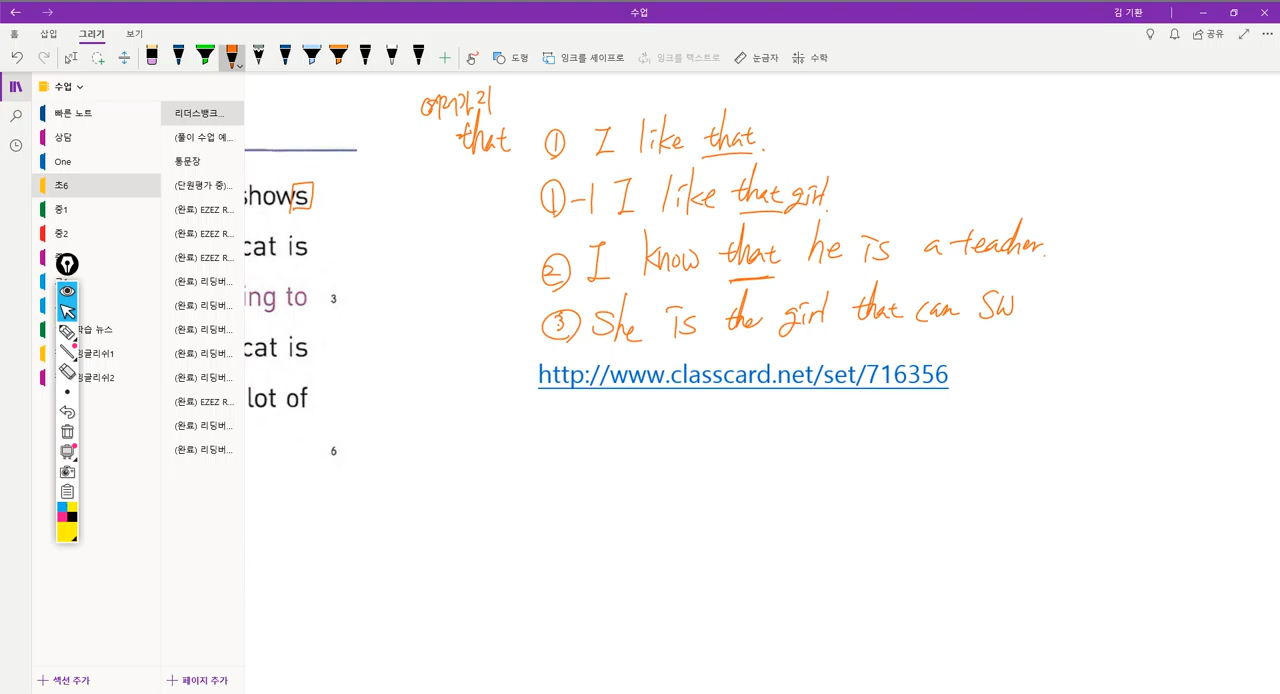 수업
김 기환
홈 삽입 그리기 보기
공유
도형 잉크를 셰이프로 잉크를 텍스트로 눈금자 수학
수업
빠른 노트
상담
One
초6
중1
중2
학습 뉴스
잉글리쉬1
잉글리쉬2
색션 추가
리더스뱅크...
(풀이 수업 예...
통문장
(단원평가 중)...
(완료) EZEZ R...
(완료) EZEZ R...
(완료) EZEZ R...
(완료) 리딩버...
(완료) 리딩버...
(완료) 리딩버...
(완료) 리딩버...
(완료) 리딩버...
(완료) EZEZ R...
(완료) 리딩버...
(완료) 리딩버...
페이지 추가
shows
cat is
ing to 3
cat is
lot of
6
여러가지
that ① I like that.
①-1 I like that girl.
② I know that he is a teacher.
③ She is the girl that can sw
http://www.classcard.net/set/716356